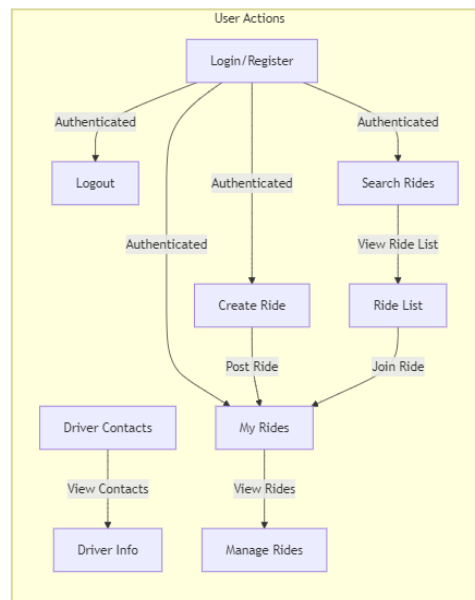 User Actions
Login/Register
Authenticated
Authenticated
Logout
Search Rides
Authenticated
Authenticated
View Ride List
Create Ride
Ride List
Post Ride
Join Ride
Driver Contacts
My Rides
View Contacts
View Rides
Driver Info
Manage Rides